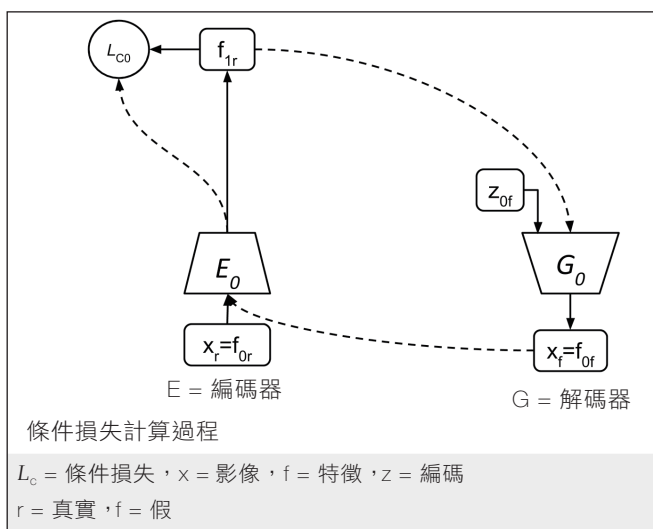 L_C0
f_1r
z_0f
E_0
G_0
x_r=f_0r
x_f=f_0f
E = 編碼器
G = 解碼器
條件損失計算過程
L_c = 條件損失，x = 影像，f = 特徵，z = 編碼
r = 真實，f = 假